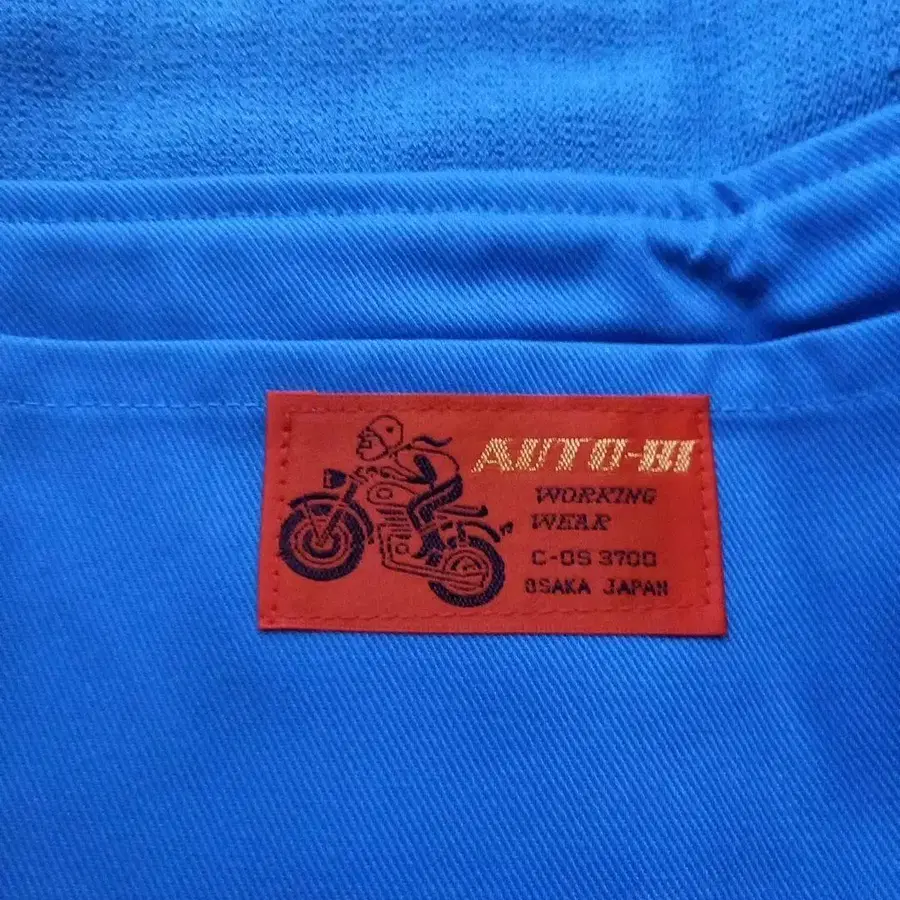 AUTO-BI
WORKING
WEAR
C-OS 3700
OSAKA JAPAN